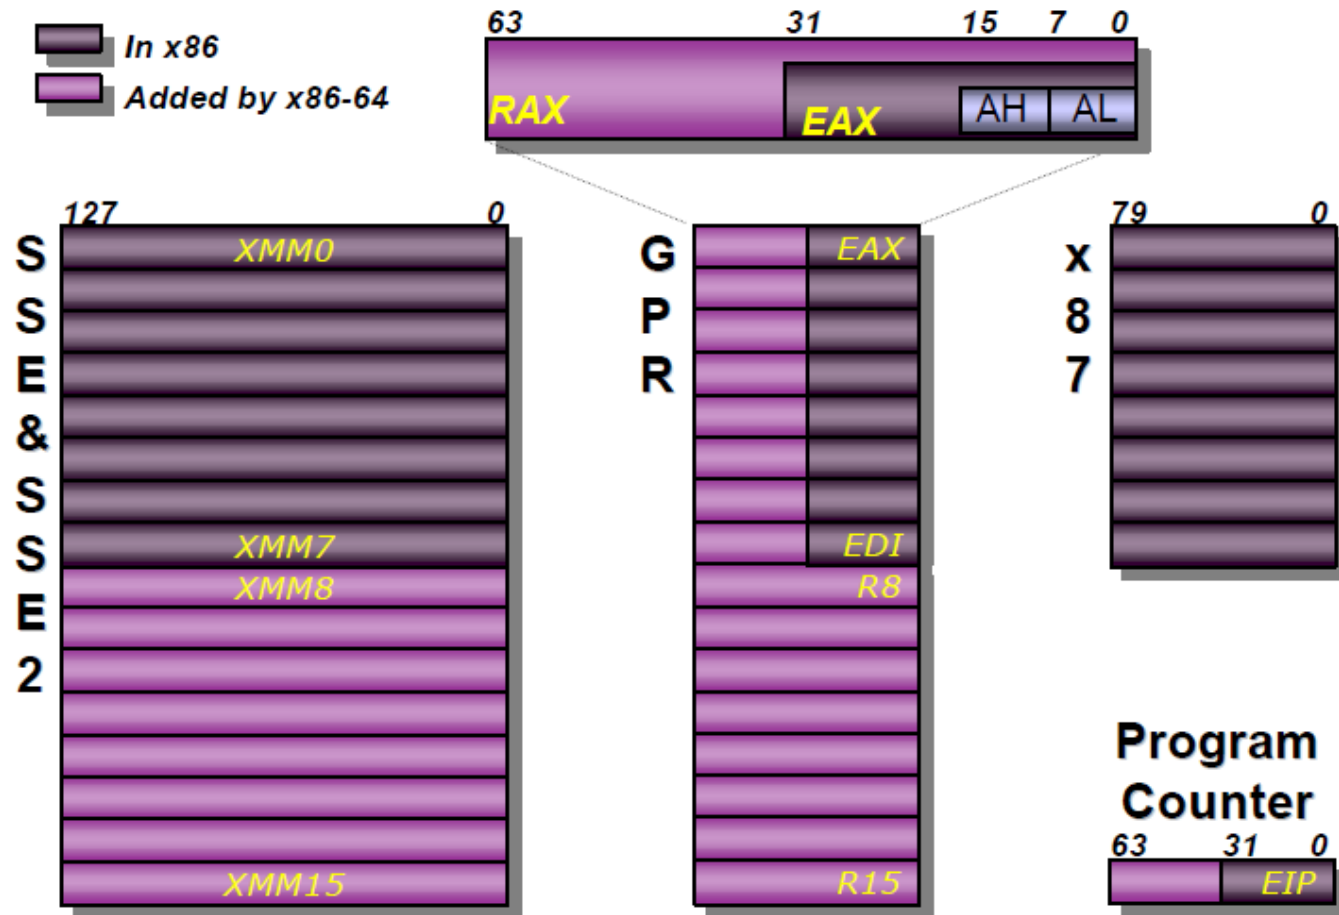 In x86
Added by x86-64
63 31 15 7 0
RAX EAX AH AL
127 0
S
S
E
&
S
S
E
2
XMM0
XMM7
XMM8
XMM15
G
P
R
EAX
EDI
R8
R15
79 0
x
8
7
Program
Counter
63 31 0
EIP